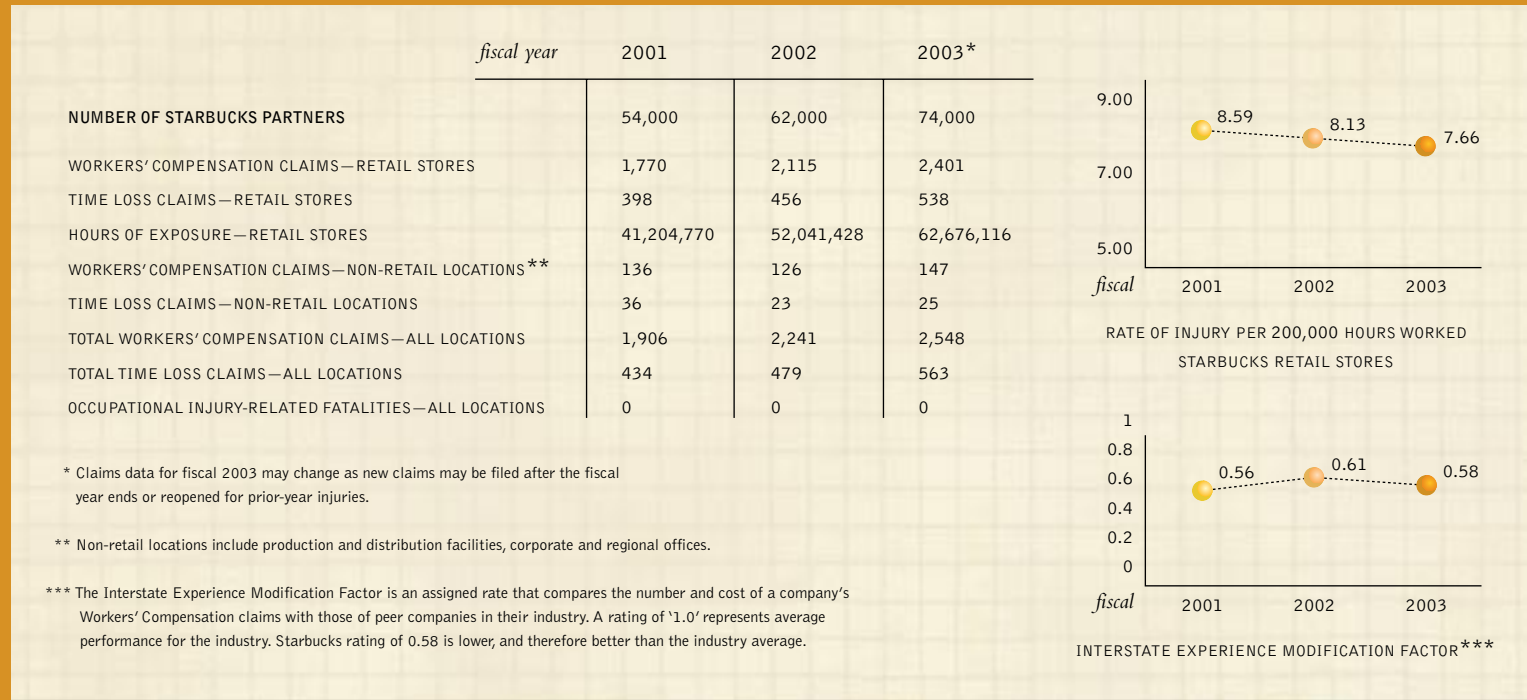 fiscal year 2001 2002 2003*
NUMBER OF STARBUCKS PARTNERS 54,000 62,000 74,000
WORKERS’ COMPENSATION CLAIMS—RETAIL STORES 1,770 2,115 2,401
TIME LOSS CLAIMS—RETAIL STORES 398 456 538
HOURS OF EXPOSURE—RETAIL STORES 41,204,770 52,041,428 62,676,116
WORKERS’ COMPENSATION CLAIMS—NON-RETAIL LOCATIONS** 136 126 147
TIME LOSS CLAIMS—NON-RETAIL LOCATIONS 36 23 25
TOTAL WORKERS’ COMPENSATION CLAIMS—ALL LOCATIONS 1,906 2,241 2,548
TOTAL TIME LOSS CLAIMS—ALL LOCATIONS 434 479 563
OCCUPATIONAL INJURY-RELATED FATALITIES—ALL LOCATIONS 0 0 0
* Claims data for fiscal 2003 may change as new claims may be filed after the fiscal
year ends or reopened for prior-year injuries.
** Non-retail locations include production and distribution facilities, corporate and regional offices.
*** The Interstate Experience Modification Factor is an assigned rate that compares the number and cost of a company’s
Workers’ Compensation claims with those of peer companies in their industry. A rating of ‘1.0’ represents average
performance for the industry. Starbucks rating of 0.58 is lower, and therefore better than the industry average.
9.00
8.59 8.13 7.66
7.00
5.00
fiscal 2001 2002 2003
RATE OF INJURY PER 200,000 HOURS WORKED
STARBUCKS RETAIL STORES
1
0.8
0.56 0.61 0.58
0.6
0.4
0.2
0
fiscal 2001 2002 2003
INTERSTATE EXPERIENCE MODIFICATION FACTOR***